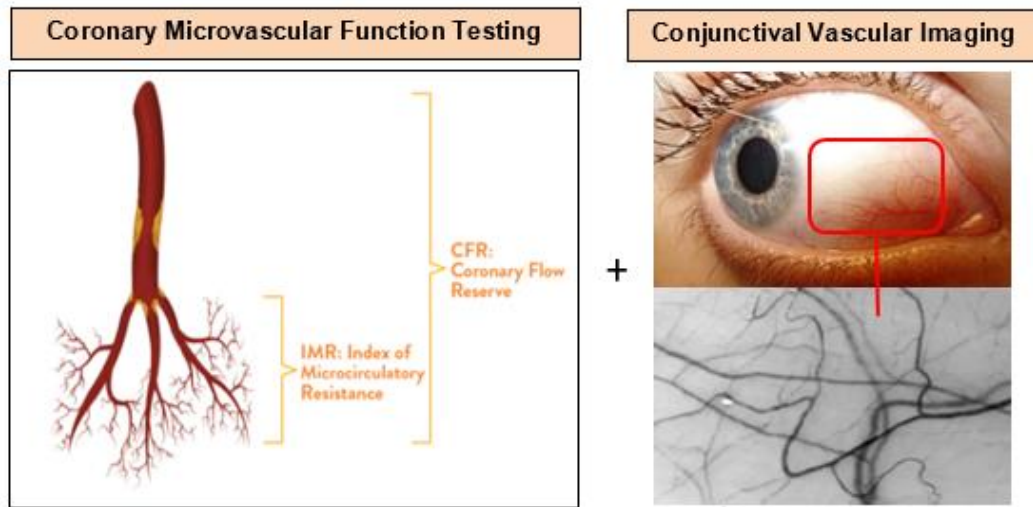 Coronary Microvascular Function Testing
Conjunctival Vascular Imaging
CFR:
Coronary Flow
Reserve
IMR: Index of
Microcirculatory
Resistance
+